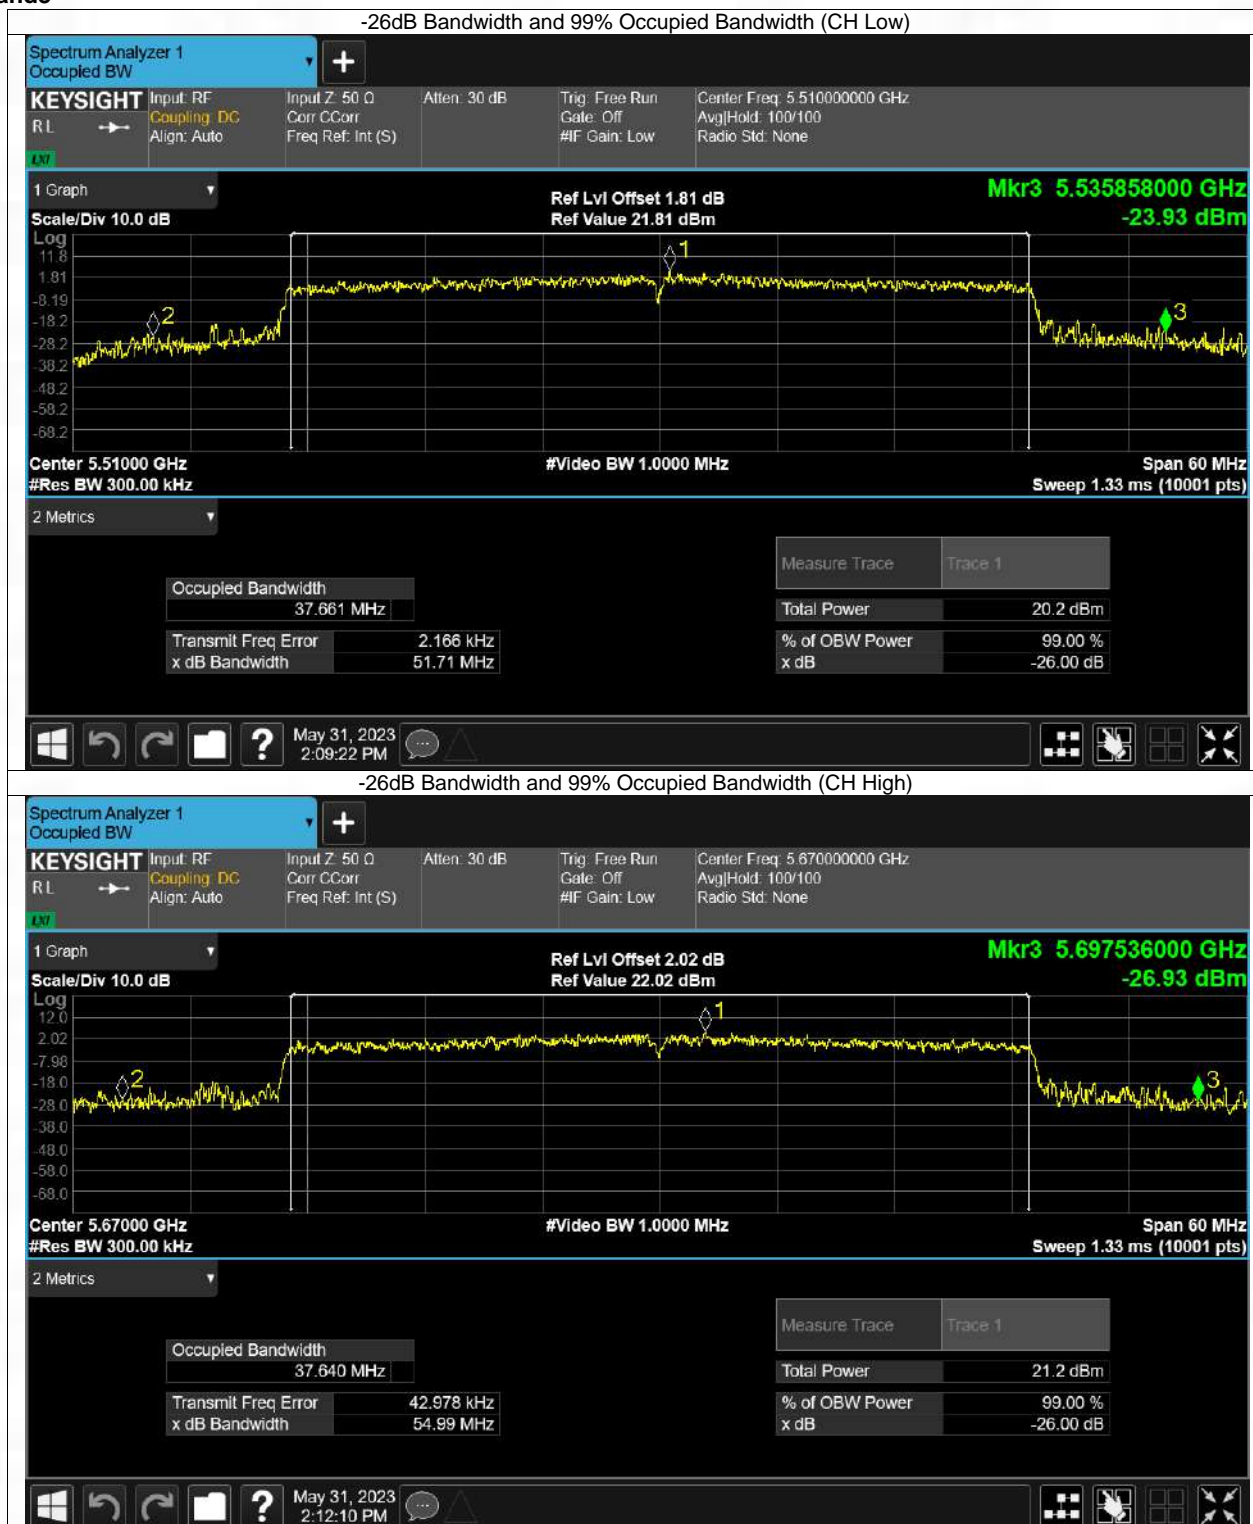 -26dB Bandwidth and 99% Occupied Bandwidth (CH Low)
Spectrum Analyzer 1
Occupied BW
+
KEYSIGHT
RL
LXI
Input: RF
Coupling: DC
Align: Auto
Input Z: 50 Ω
Corr CCorr
Freq Ref: Int (S)
Atten: 30 dB
Trig: Free Run
Gate: Off
#IF Gain: Low
Center Freq: 5.510000000 GHz
Avg|Hold: 100/100
Radio Std: None
1 Graph
Scale/Div 10.0 dB
Ref Lvl Offset 1.81 dB
Ref Value 21.81 dBm
Mkr3 5.535858000 GHz
-23.93 dBm
Log
11.8
1.81
-8.19
-18.2
-28.2
-38.2
-48.2
-58.2
-68.2
1
2
3
Center 5.51000 GHz
#Res BW 300.00 kHz
#Video BW 1.0000 MHz
Span 60 MHz
Sweep 1.33 ms (10001 pts)
2 Metrics
Measure Trace Trace 1
Occupied Bandwidth
37.661 MHz
Total Power 20.2 dBm
Transmit Freq Error 2.166 kHz
% of OBW Power 99.00 %
x dB Bandwidth 51.71 MHz
x dB -26.00 dB
?
May 31, 2023
2:09:22 PM
-26dB Bandwidth and 99% Occupied Bandwidth (CH High)
Spectrum Analyzer 1
Occupied BW
+
KEYSIGHT
RL
LXI
Input: RF
Coupling: DC
Align: Auto
Input Z: 50 Ω
Corr CCorr
Freq Ref: Int (S)
Atten: 30 dB
Trig: Free Run
Gate: Off
#IF Gain: Low
Center Freq: 5.670000000 GHz
Avg|Hold: 100/100
Radio Std: None
1 Graph
Scale/Div 10.0 dB
Ref Lvl Offset 2.02 dB
Ref Value 22.02 dBm
Mkr3 5.697536000 GHz
-26.93 dBm
Log
12.0
2.02
-7.98
-18.0
-28.0
-38.0
-48.0
-58.0
-68.0
1
2
3
Center 5.67000 GHz
#Res BW 300.00 kHz
#Video BW 1.0000 MHz
Span 60 MHz
Sweep 1.33 ms (10001 pts)
2 Metrics
Measure Trace Trace 1
Occupied Bandwidth
37.640 MHz
Total Power 21.2 dBm
Transmit Freq Error 42.978 kHz
% of OBW Power 99.00 %
x dB Bandwidth 54.99 MHz
x dB -26.00 dB
?
May 31, 2023
2:12:10 PM